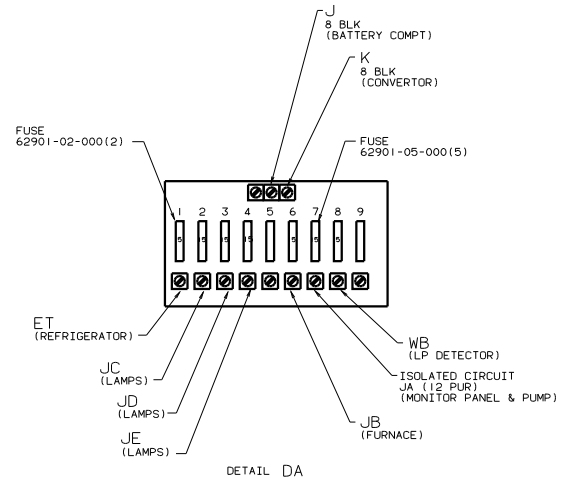 J
8 BLK
(BATTERY COMPT)
K
8 BLK
(CONVERTOR)
FUSE
62901-02-000(2)
FUSE
62901-05-000(5)
1 2 3 4 5 6 7 8 9
5 15 15 15 15 5
ET
(REFRIGERATOR)
JC
(LAMPS)
JD
(LAMPS)
JE
(LAMPS)
WB
(LP DETECTOR)
ISOLATED CIRCUIT
JA (12 PUR)
(MONITOR PANEL & PUMP)
JB
(FURNACE)
DETAIL DA